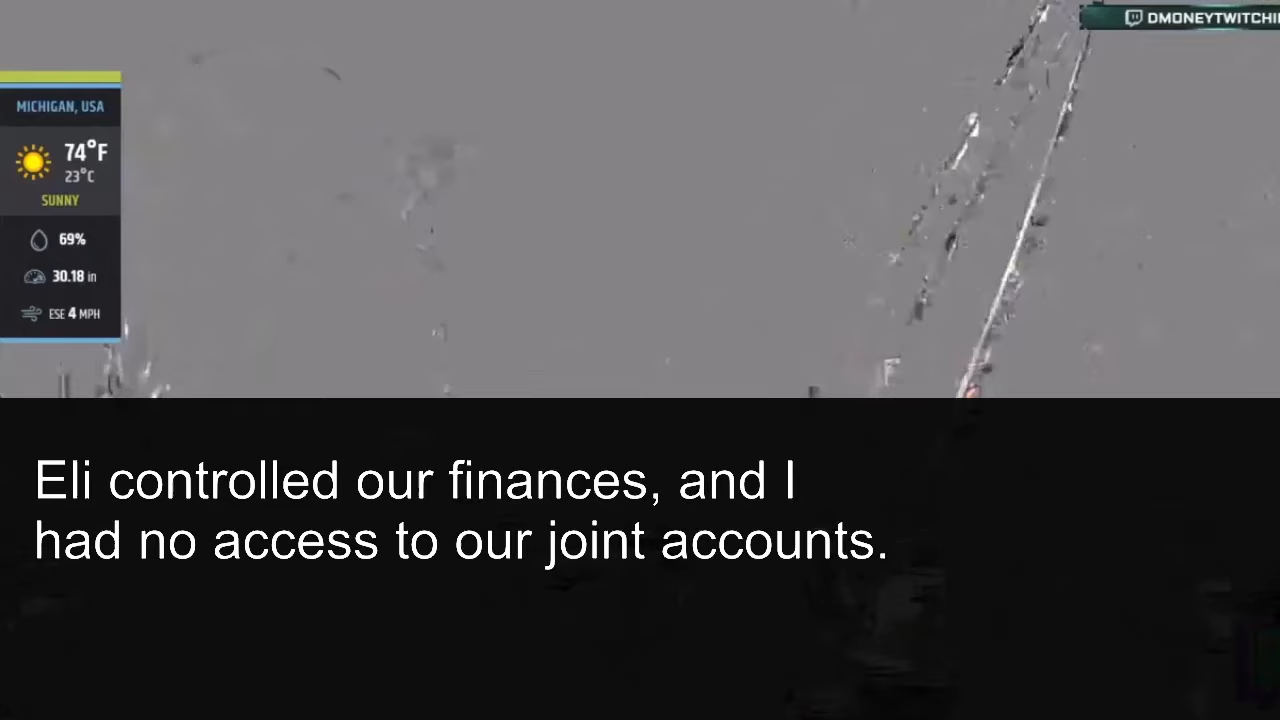 DMONEYTWITCHI
MICHIGAN, USA
74°F
23°C
SUNNY
69%
30.18 in
ESE 4 MPH
Eli controlled our finances, and I
had no access to our joint accounts.